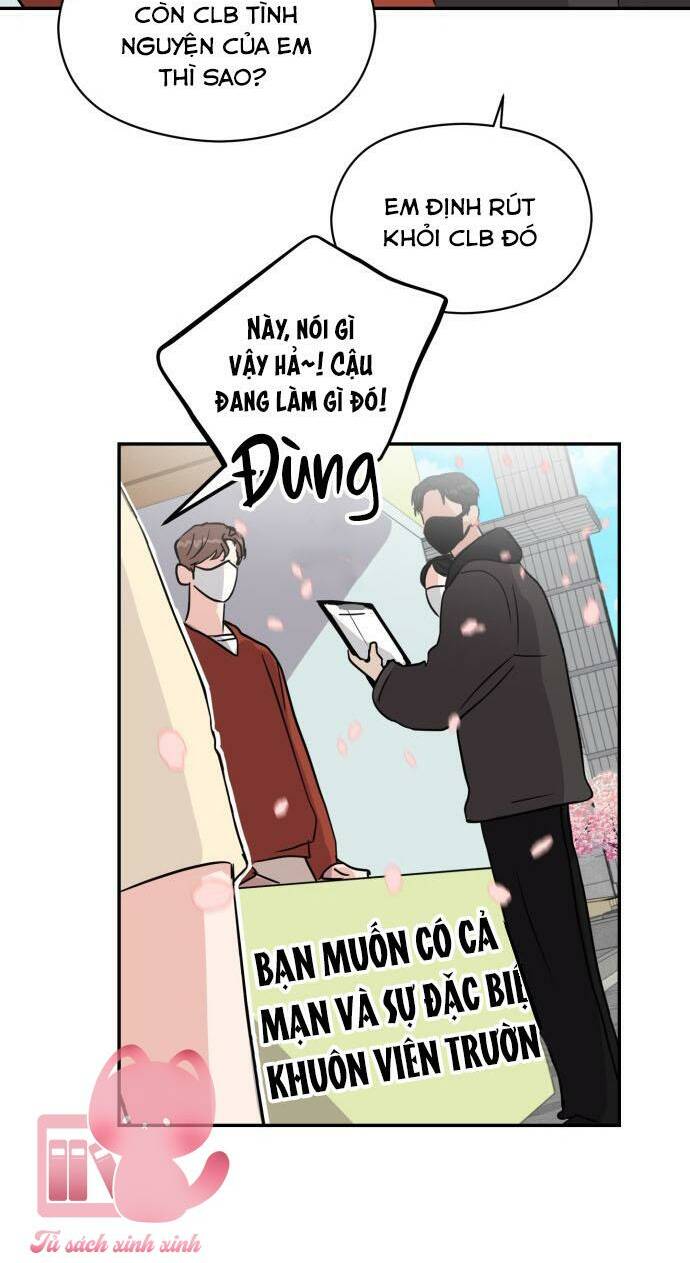 CÒN CLB TÌNH
NGUYỆN CỦA EM
THÌ SAO?
EM ĐỊNH RÚT
KHỎI CLB ĐÓ
NÀY, NÓI GÌ
VẬY HẢ~! CẬU
ĐANG LÀM GÌ ĐÓ!
Đùng
BẠN MUỐN CÓ CẢ
MẠN VÀ SỰ ĐẶC BIỆ
KHUÔN VIÊN TRƯỜN
Tủ sách xinh xinh